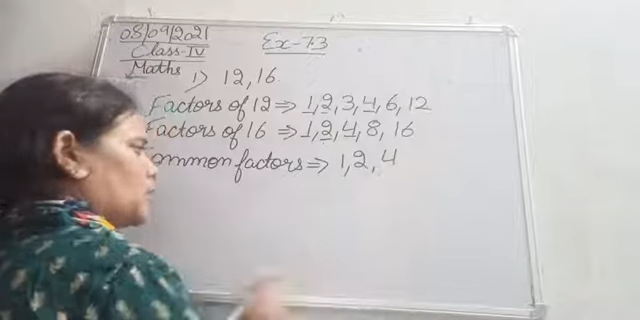 08/09/2021 Ex-7.3
Class-IV
Maths 1) 12,16
Factors of 12 ⇒ 1,2,3,4,6,12
Factors of 16 ⇒ 1,2,4,8,16
ommon factors ⇒ 1,2,4